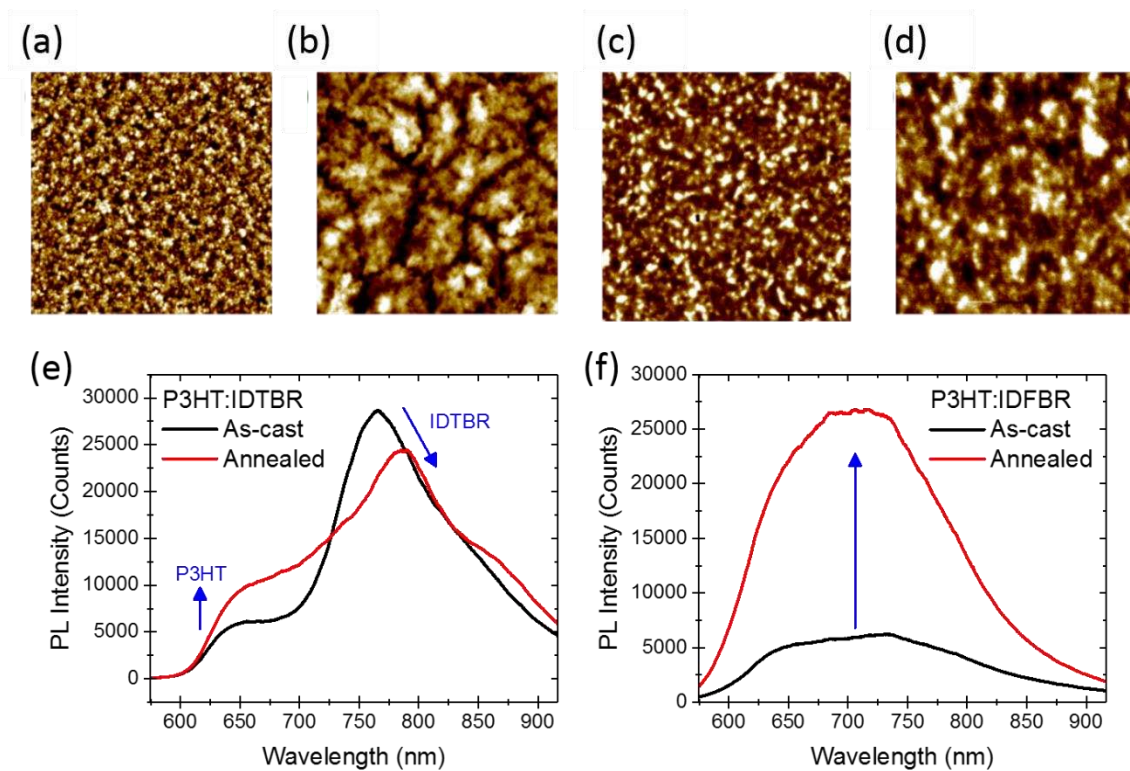 (a)
(b)
(c)
(d)
(e)
30000
25000
20000
15000
10000
5000
0
PL Intensity (Counts)
P3HT:IDTBR
As-cast
Annealed
IDTBR
P3HT
600 650 700 750 800 850 900
Wavelength (nm)
(f)
30000
25000
20000
15000
10000
5000
0
PL Intensity (Counts)
P3HT:IDFBR
As-cast
Annealed
600 650 700 750 800 850 900
Wavelength (nm)